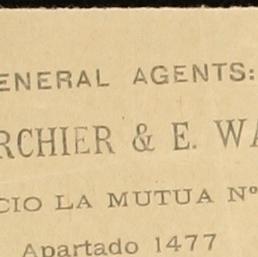 ENERAL AGENTS:
RCHIER & E. WA
CIO LA MUTUA Nº
Apartado 1477